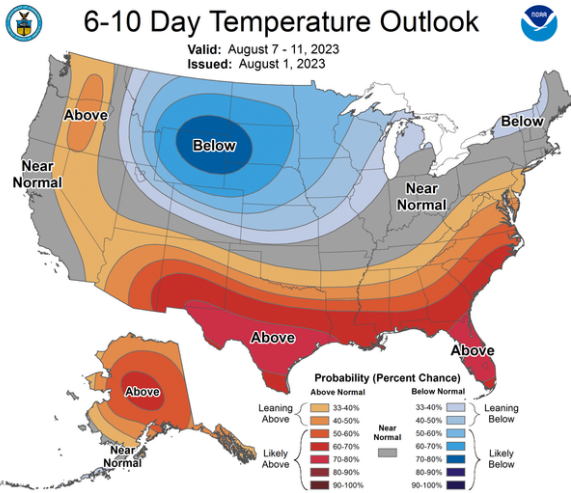 6-10 Day Temperature Outlook
NOAA
Valid: August 7 - 11, 2023
Issued: August 1, 2023
Above
Below
Below
Near
Normal
Near
Normal
Above
Above
Above
Near
Normal
Probability (Percent Chance)
Above Normal
Below Normal
Leaning
Above
33-40%
40-50%
Likely
Above
50-60%
60-70%
70-80%
80-90%
90-100%
Near
Normal
33-40%
40-50%
Leaning
Below
50-60%
60-70%
70-80%
80-90%
90-100%
Likely
Below